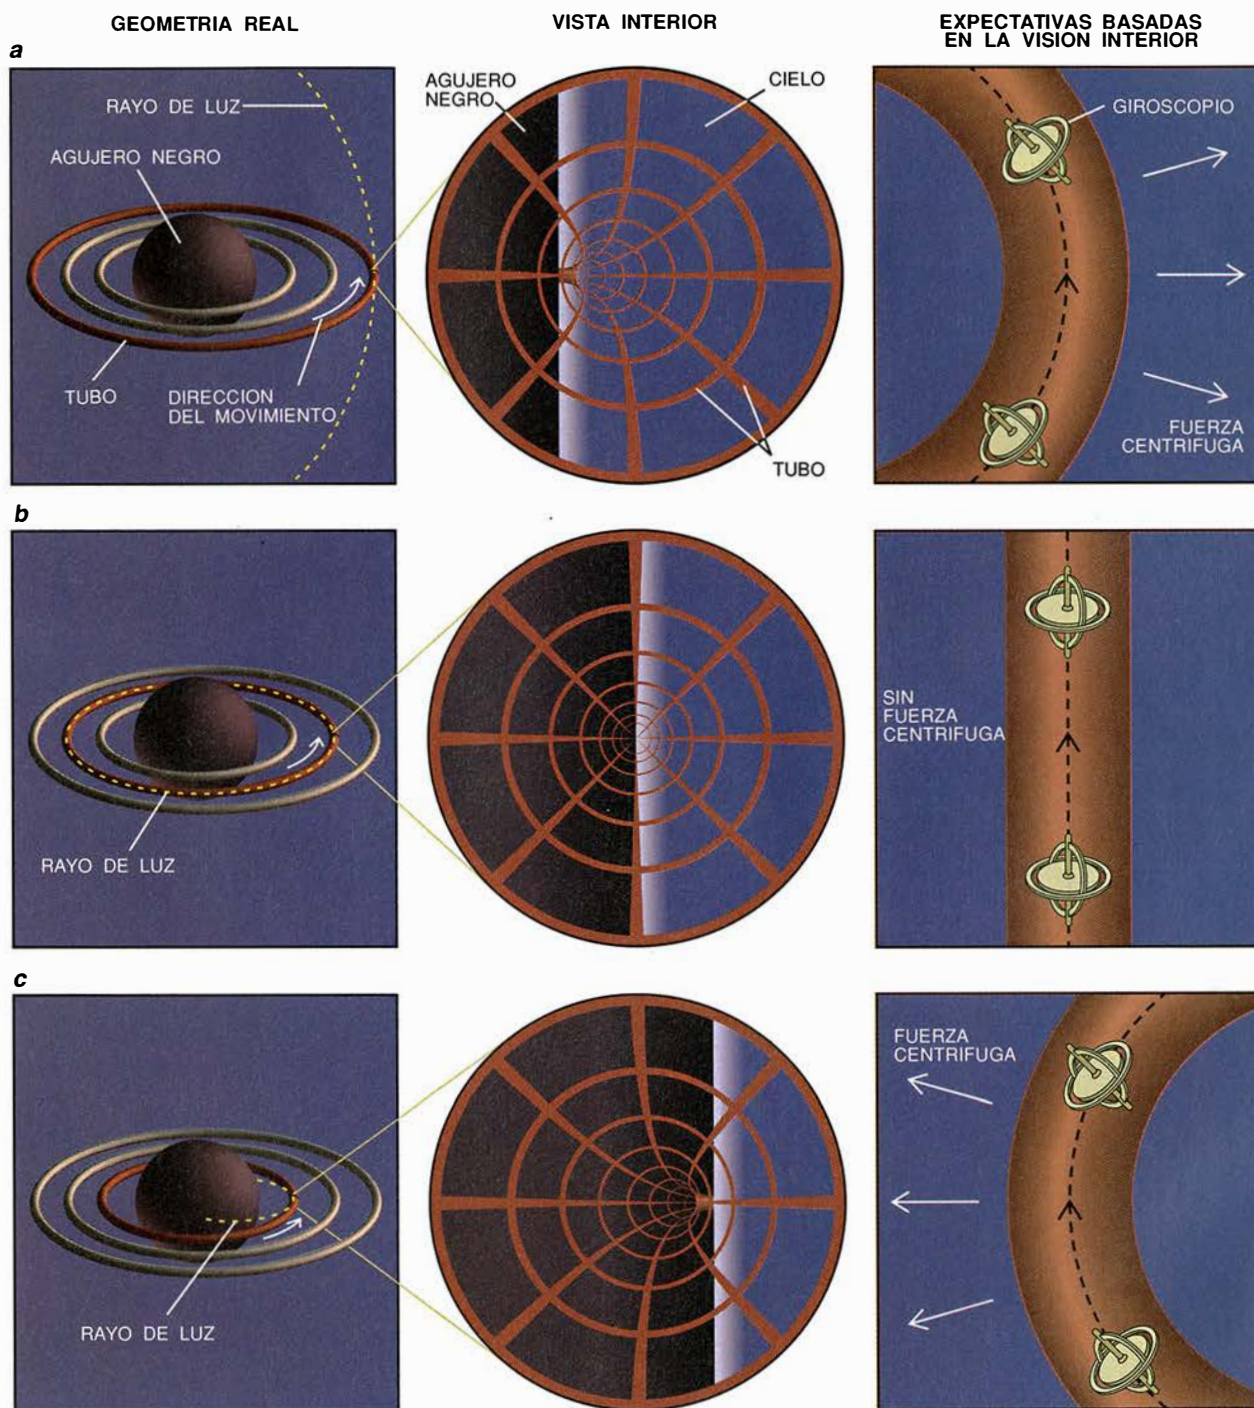 GEOMETRIA REAL
VISTA INTERIOR
EXPECTATIVAS BASADAS
EN LA VISION INTERIOR
a
RAYO DE LUZ
AGUJERO NEGRO
TUBO
DIRECCION
DEL MOVIMIENTO
AGUJERO
NEGRO
CIELO
TUBO
GIROSCOPIO
FUERZA
CENTRIFUGA
b
RAYO DE LUZ
SIN
FUERZA
CENTRIFUGA
c
RAYO DE LUZ
FUERZA
CENTRIFUGA